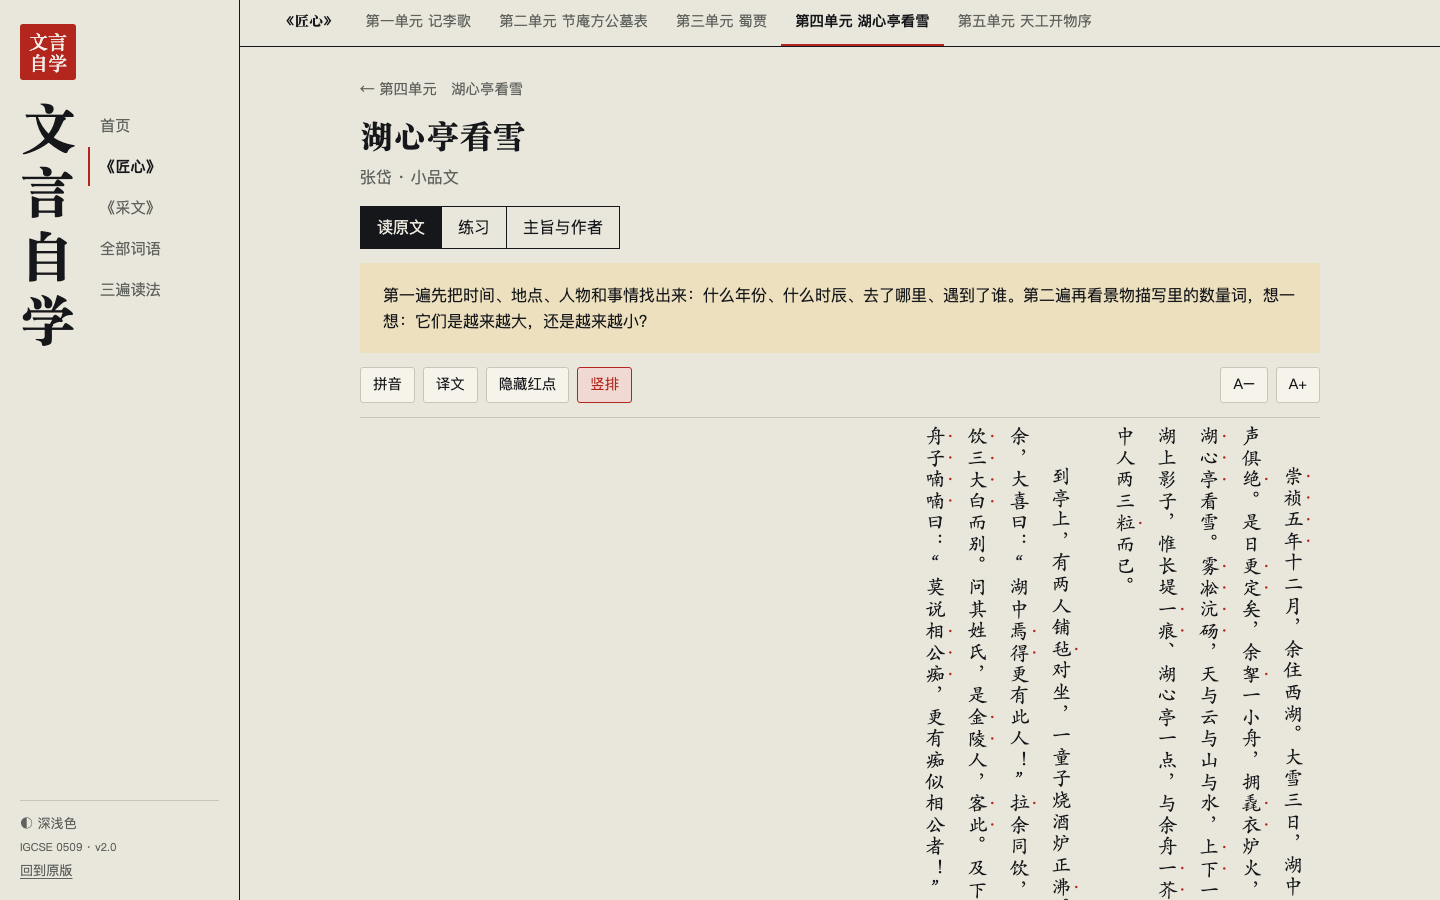 文言
自学
文言自学
首页
《匠心》
《采文》
全部词语
三遍读法
◐ 深浅色
IGCSE 0509 · v2.0
回到原版
《匠心》
第一单元 记李歌
第二单元 节庵方公墓表
第三单元 蜀贾
第四单元 湖心亭看雪
第五单元 天工开物序
← 第四单元 湖心亭看雪
湖心亭看雪
张岱 · 小品文
读原文
练习
主旨与作者
第一遍先把时间、地点、人物和事情找出来：什么年份、什么时辰、去了哪里、遇到了谁。第二遍再看景物描写里的数量词，想一
想：它们是越来越大，还是越来越小？
拼音
译文
隐藏红点
竖排
A−
A+
崇祯五年十二月，余住西湖。大雪三日，湖中
声俱绝。是日更定矣，余挐一小舟，拥毳衣炉火，
湖心亭看雪。雾凇沆砀，天与云与山与水，上下一
湖上影子，惟长堤一痕、湖心亭一点，与余舟一芥
中人两三粒而已。
到亭上，有两人铺毡对坐，一童子烧酒炉正沸。
余，大喜曰：“湖中焉得更有此人！”拉余同饮，
饮三大白而别。问其姓氏，是金陵人，客此。及下
舟子喃喃曰：“莫说相公痴，更有痴似相公者！”